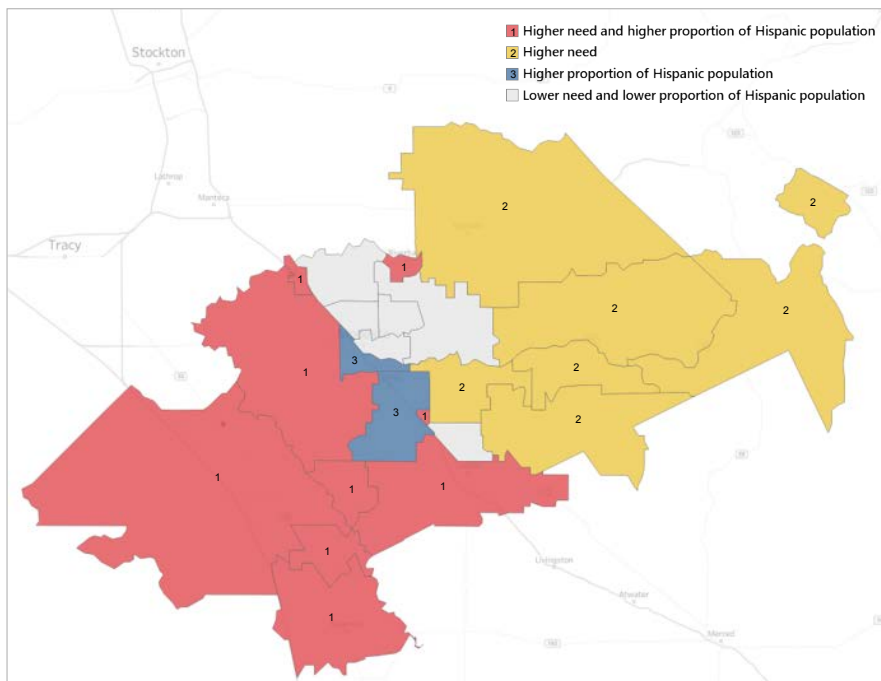 1 Higher need and higher proportion of Hispanic population
2 Higher need
3 Higher proportion of Hispanic population
Lower need and lower proportion of Hispanic population
Stockton
Lathrop
Manteca
Tracy
2
2
1
1
2
2
3
2
1
2
3
1
2
1
1
1
1
1
Livingston
Atwater
Merced